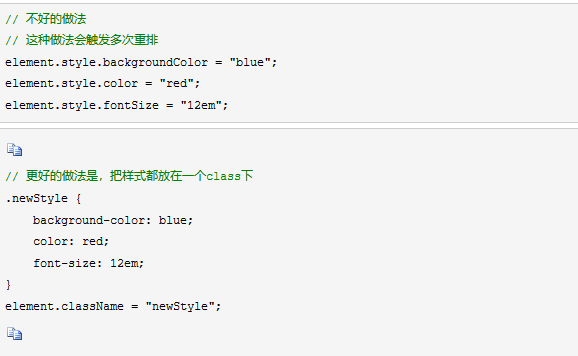 // 不好的做法
// 这种做法会触发多次重排
element.style.backgroundColor = "blue";
element.style.color = "red";
element.style.fontSize = "12em";
// 更好的做法是，把样式都放在一个class下
.newStyle {
    background-color: blue;
    color: red;
    font-size: 12em;
}
element.className = "newStyle";